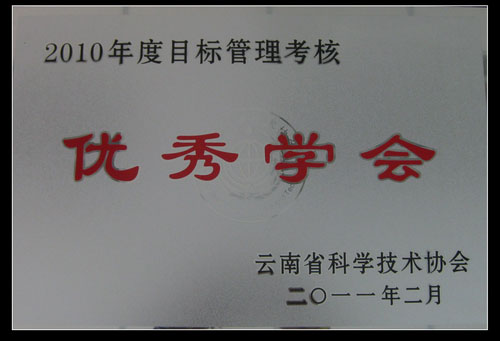 2010年度目标管理考核
优秀学会
云南省科学技术协会
二〇一一年二月